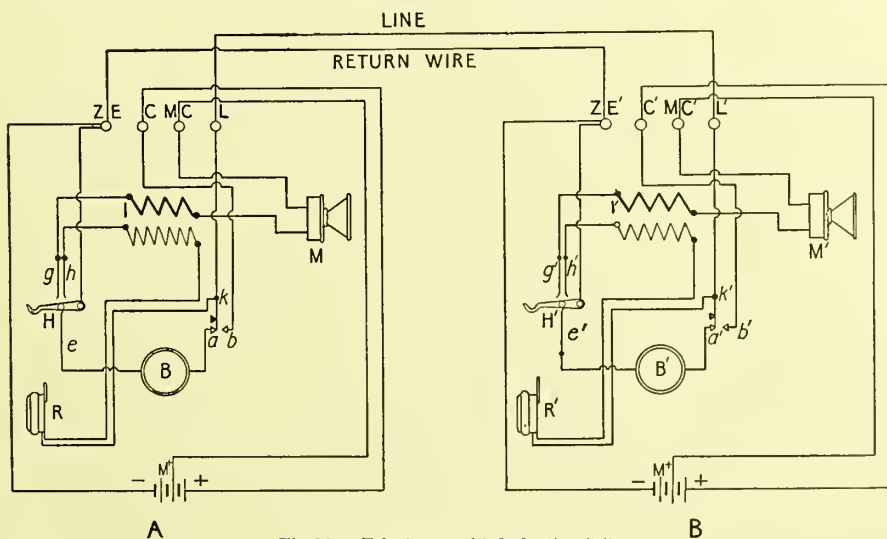 LINE
RETURN WIRE
Z E C M C L
Z E' C' M C' L'
I
M
g h
H
k
e
a b
B
R
M+
− +
A
I'
M'
g' h'
H'
k'
e'
a' b'
B'
R'
M+
− +
B